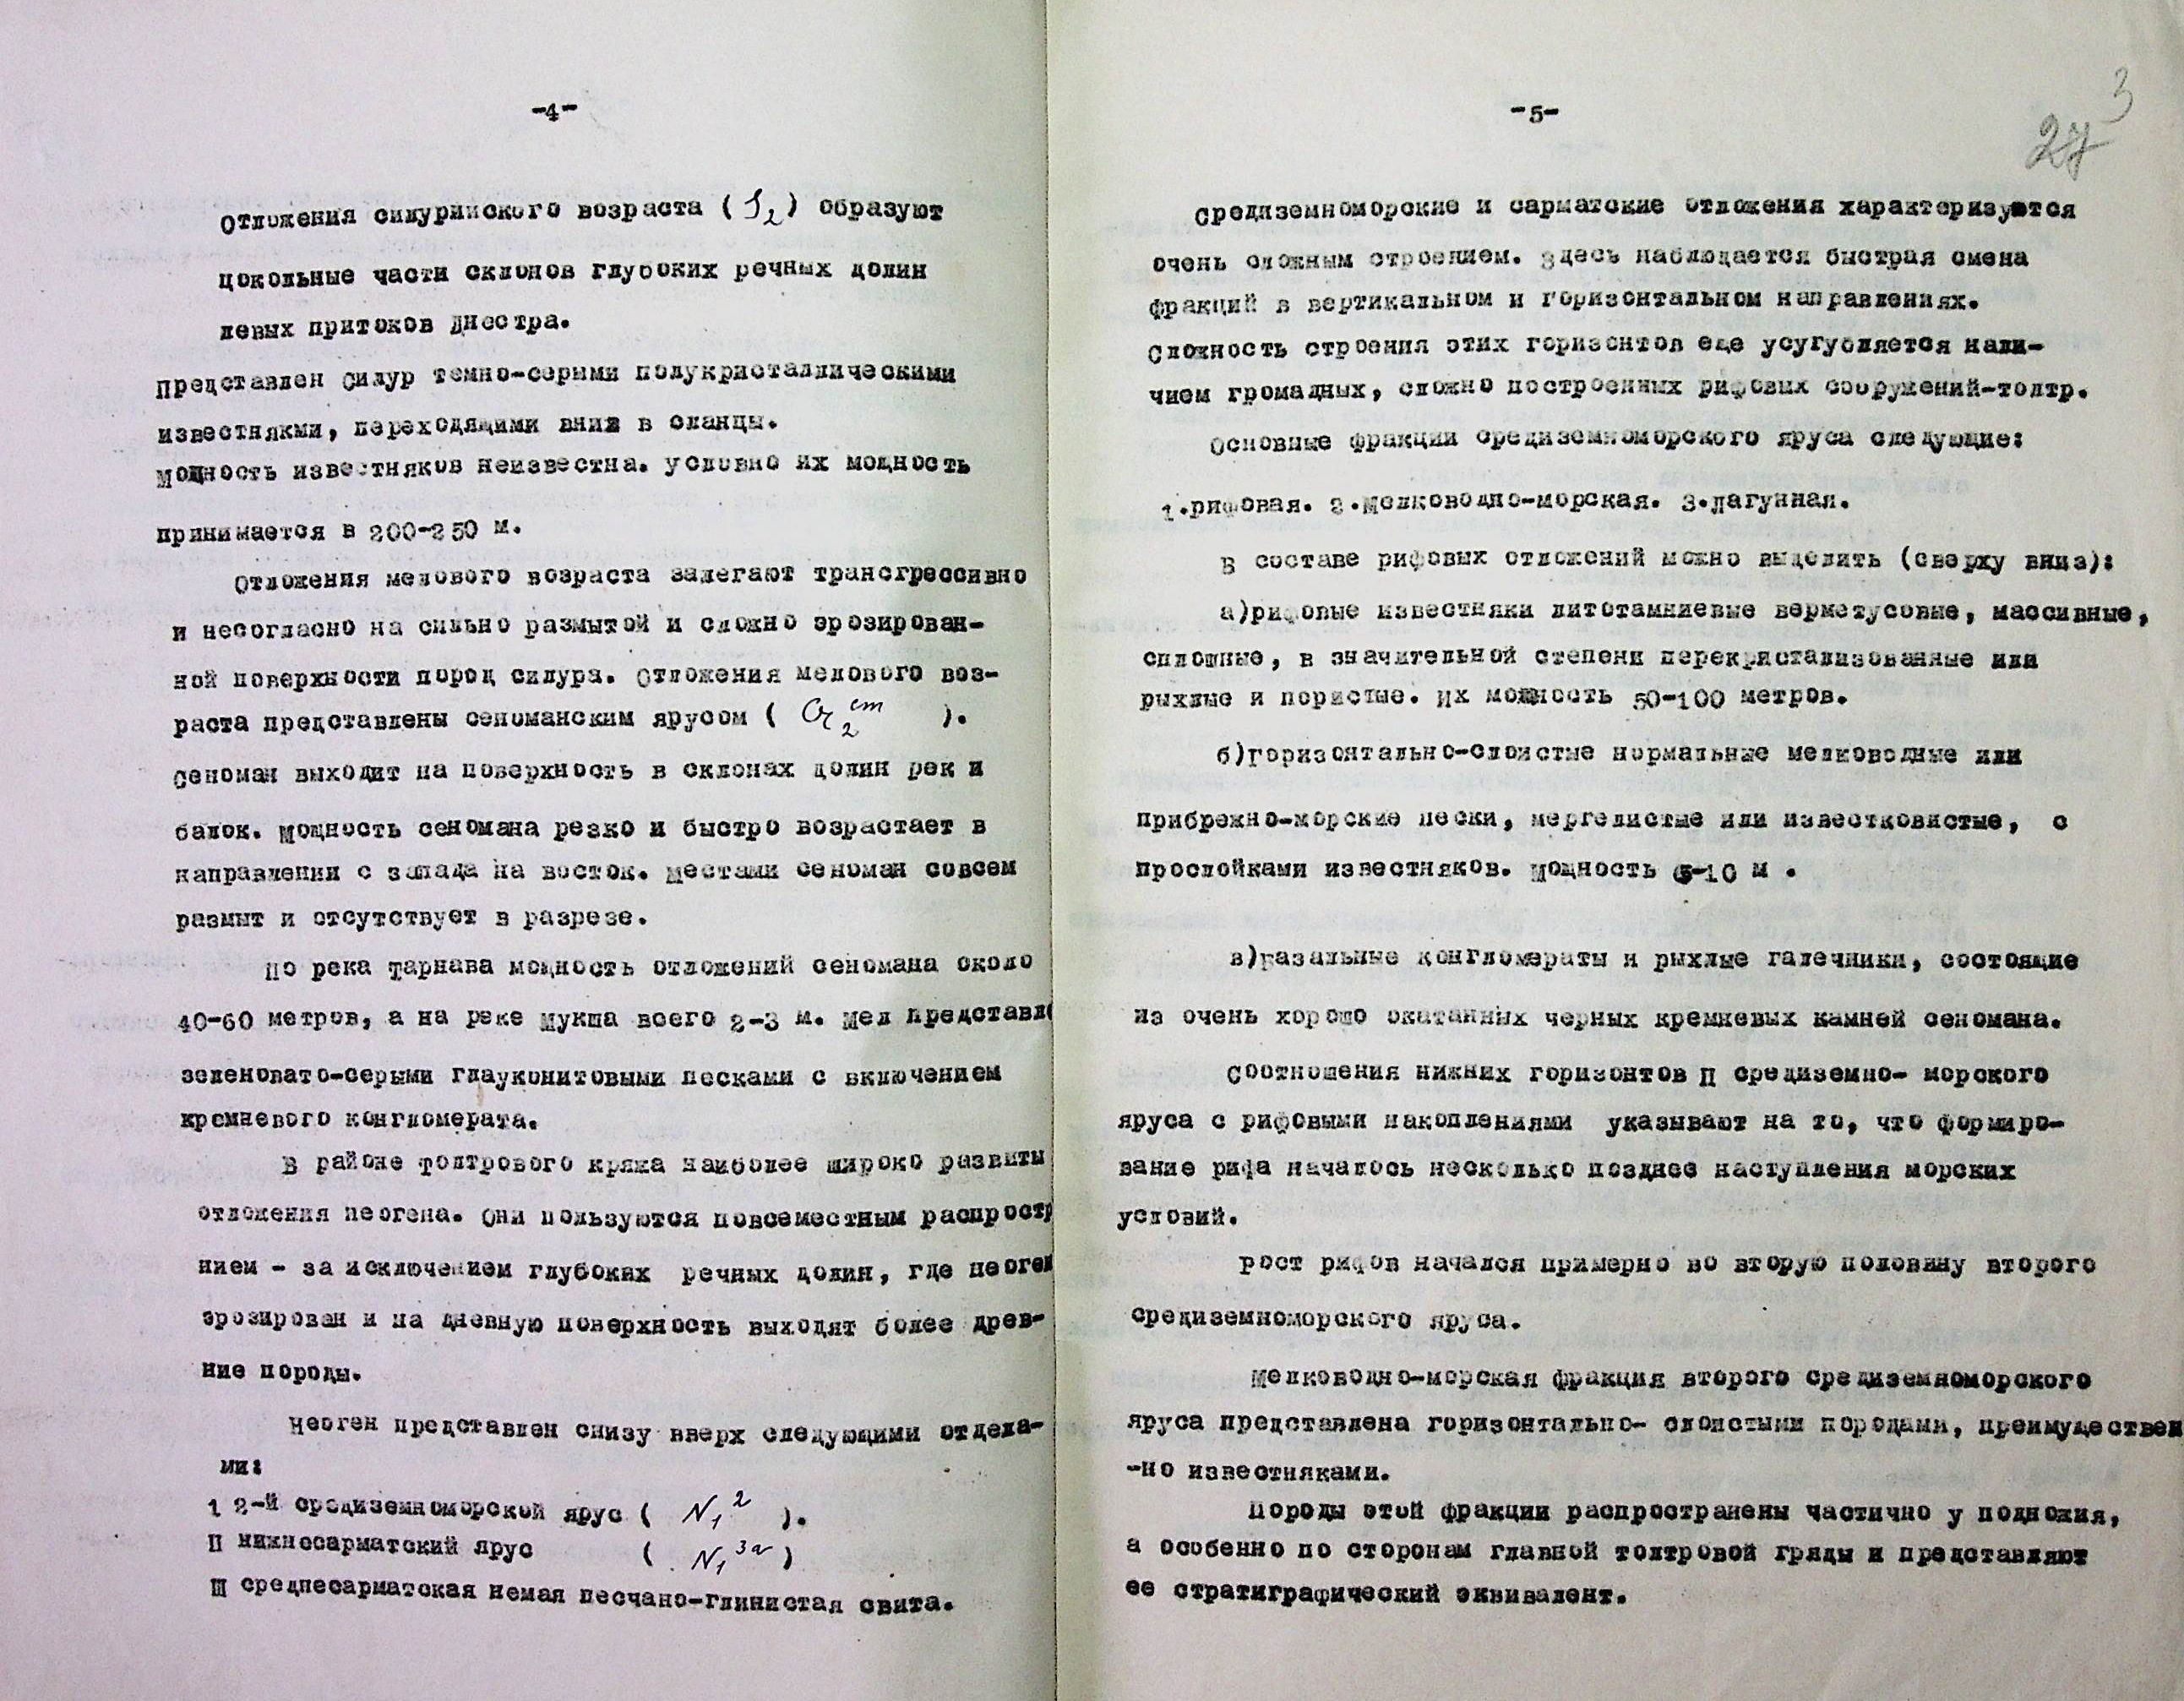 -4-
Отложения силурийского возраста (S₂) образуют
цокольные части склонов глубоких речных долин
левых притоков Днестра.
Представлен Силур темно-серыми полукристаллическими
известнякми, переходящими вниз в сланцы.
Мощность известняков неизвестна. Условно их мощность
принимается в 200-250 м.
Отложения мелового возраста залегают трансгрессивно
и несогласно на сильно размытой и сложно эрозирован-
ной поверхности пород силура. Отложения мелового воз-
раста представлены сеноманским ярусом ( Cr₂ᶜᵐ ).
Сеноман выходит на поверхность в склонах долин рек и
балок. Мощность сеномана резко и быстро возрастает в
направлении с запада на восток. Местами сеноман совсем
размыт и отсутствует в разрезе.
По река Тарнава мощность отложений сеномана около
40-60 метров, а на реке Мукша всего 2-3 м. Мел представле
зеленовато-серыми глауконитовыми песками с включением
кремневого конгломерата.
В районе Толтрового кряжа наиболее широко развиты
отложения неогена. Они пользуются повсеместным распростр
нием - за исключением глубоких речных долин, где неоген
эрозирован и на дневную поверхность выходят более древ-
ние породы.
Неоген представлен снизу вверх следующими отдела-
ми:
1 2-й средиземноморской ярус ( N₁² ).
П нижнесарматский ярус ( N₁³ᵃ )
Ш среднесарматская немая песчано-глинистая свита.
-5-
3
27
Средиземноморские и сарматские отложения характеризуются
очень сложным строением. Здесь наблюдается быстрая смена
фракций в вертикальном и горизонтальном направлениях.
Сложность строения этих горизонтов еще усугубляется нали-
чием громадных, сложно построенных рифовых сооружений-толтр.
Основные фракции средиземноморского яруса следующие:
1.рифовая. 2.Мелководно-морская. 3.Лагунная.
В составе рифовых отложений можно выделить (сверху вниз):
а)рифовые известняки литотамниевые верметусовые, массивные,
сплошные, в значительной степени перекристализованные или
рыхлые и пористые. Их мощность 50-100 метров.
б)горизонтально-слоистые нормальные мелководные или
прибрежно-морские пески, мергелистые или известковистые, с
прослойками известняков. Мощность 5-10 м .
в)газальные конгломераты и рыхлые галечники, состоящие
из очень хорошо окатанных черных кремневых камней сеномана.
Соотношения нижних горизонтов П средиземно- морского
яруса с рифовыми накоплениями указывают на то, что формиро-
вание рифа началось несколько позднее наступления морских
условий.
Рост рифов начался примерно во вторую половину второго
средиземноморского яруса.
Мелководно-морская фракция второго средиземноморского
яруса представлена горизонтально- слоистыми породами, преимуществен
-но известняками.
Породы этой фракции распространены частично у подножия,
а особенно по сторонам главной толтровой гряды и представляют
ее стратиграфический эквивалент.